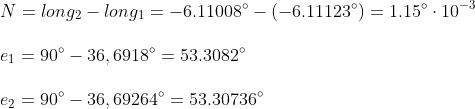 N = long₂ − long₁ = −6.11008° − (−6.11123°) = 1.15° · 10⁻³
e₁ = 90° − 36,6918° = 53.3082°
e₂ = 90° − 36,69264° = 53.30736°